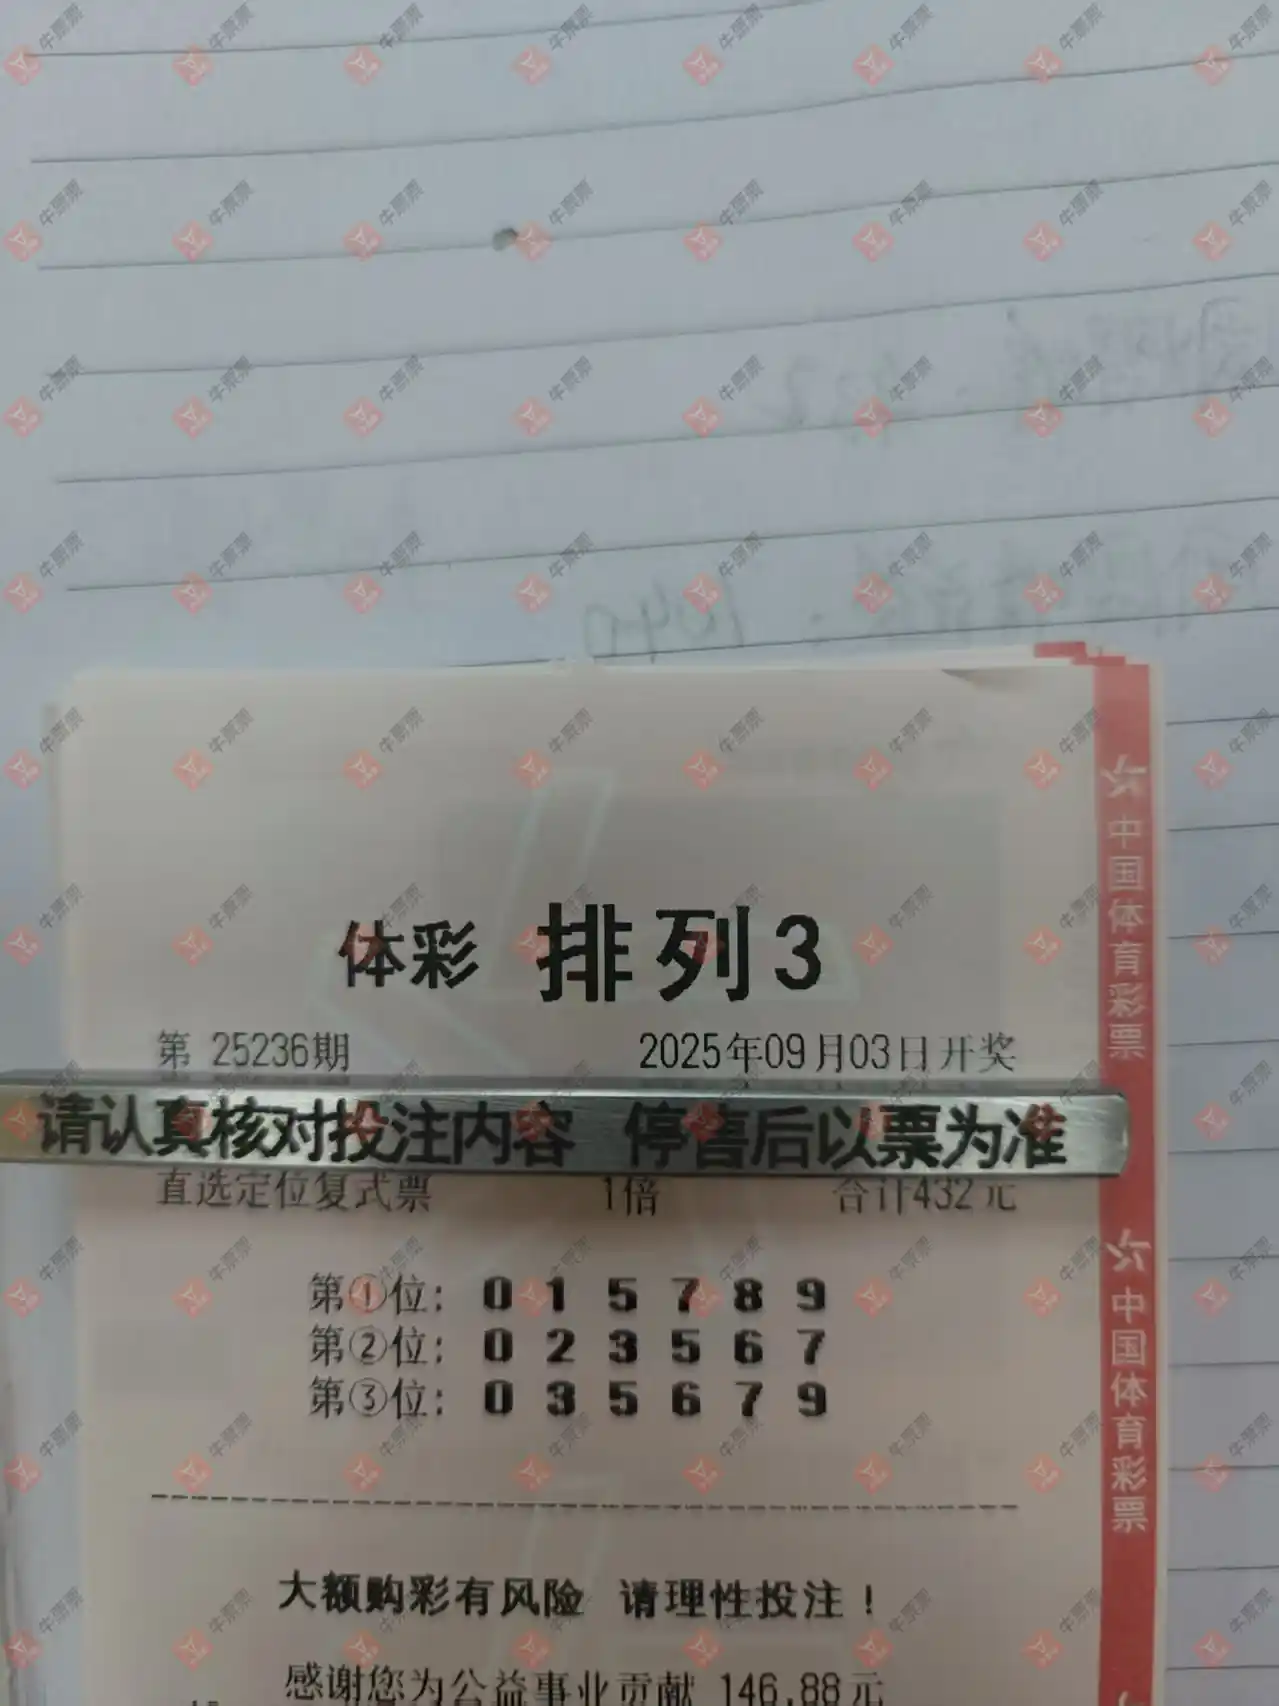 体彩 排列3
第 25236期 2025年09月03日开奖
请认真核对投注内容 停售后以票为准
直选定位复式票 1倍 合计432元
第①位: 0 1 5 7 8 9
第②位: 0 2 3 5 6 7
第③位: 0 3 5 6 7 9
大额购彩有风险 请理性投注!
感谢您为公益事业贡献 146.88元
中国体育彩票
中国体育彩票
牛票票